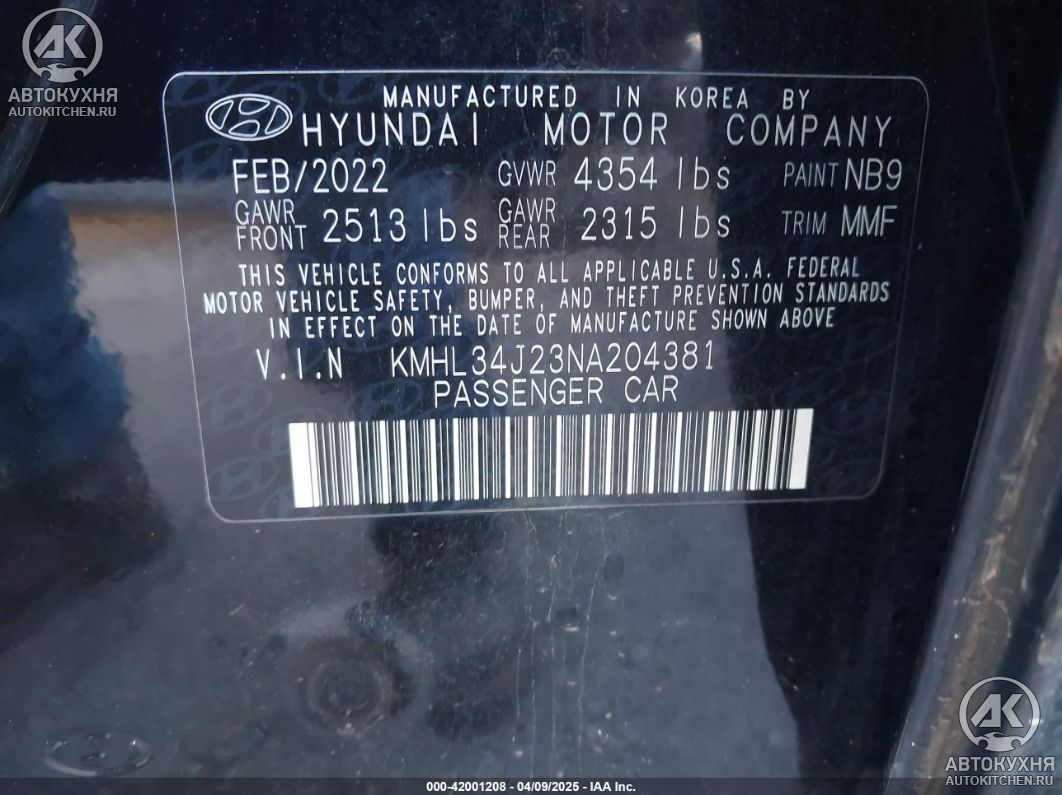 АК
АВТОКУХНЯ
AUTOKITCHEN.RU
MANUFACTURED IN KOREA BY
HYUNDAI MOTOR COMPANY
FEB/2022 GVWR 4354 lbs PAINT NB9
GAWR FRONT 2513 lbs GAWR REAR 2315 lbs TRIM MMF
THIS VEHICLE CONFORMS TO ALL APPLICABLE U.S.A. FEDERAL
MOTOR VEHICLE SAFETY, BUMPER, AND THEFT PREVENTION STANDARDS
IN EFFECT ON THE DATE OF MANUFACTURE SHOWN ABOVE
V.I.N KMHL34J23NA204381
PASSENGER CAR
АК
АВТОКУХНЯ
AUTOKITCHEN.RU
000-42001208 - 04/09/2025 - IAA Inc.